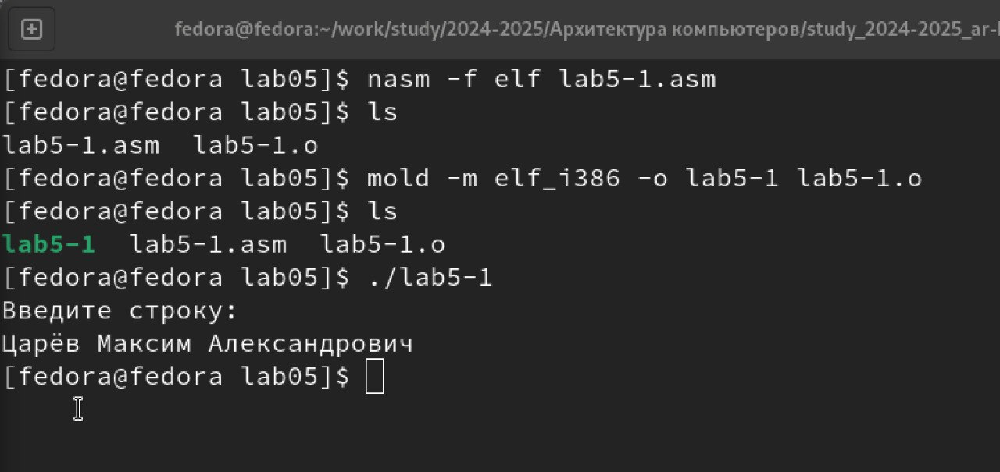 fedora@fedora:~/work/study/2024-2025/Архитектура компьютеров/study_2024-2025_ar-
[fedora@fedora lab05]$ nasm -f elf lab5-1.asm
[fedora@fedora lab05]$ ls
lab5-1.asm  lab5-1.o
[fedora@fedora lab05]$ mold -m elf_i386 -o lab5-1 lab5-1.o
[fedora@fedora lab05]$ ls
lab5-1  lab5-1.asm  lab5-1.o
[fedora@fedora lab05]$ ./lab5-1
Введите строку:
Царёв Максим Александрович
[fedora@fedora lab05]$